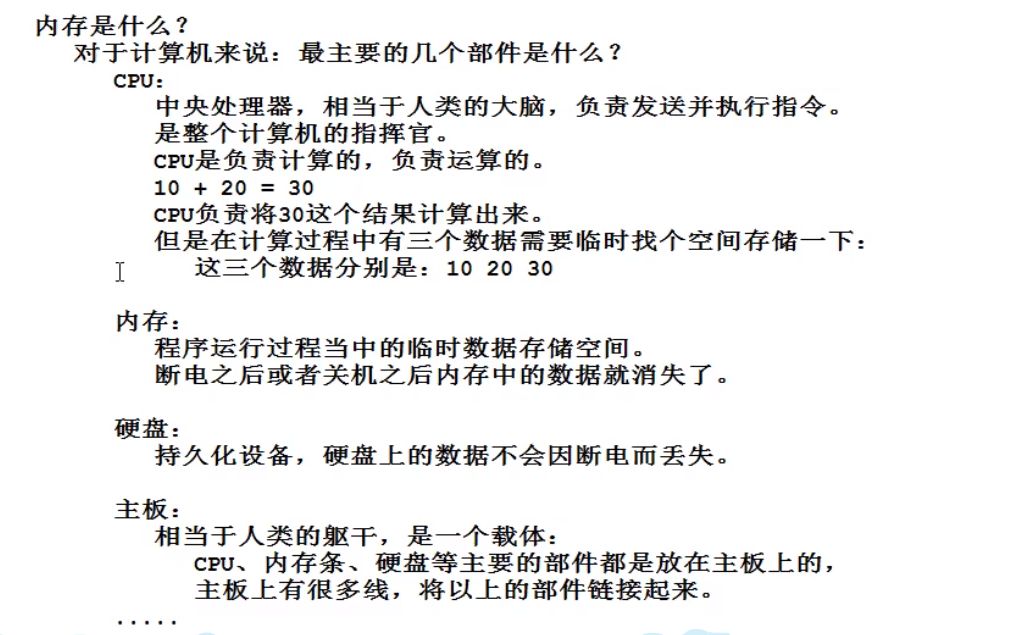 内存是什么？
对于计算机来说：最主要的几个部件是什么？
CPU：
中央处理器，相当于人类的大脑，负责发送并执行指令。
是整个计算机的指挥官。
CPU是负责计算的，负责运算的。
10 + 20 = 30
CPU负责将30这个结果计算出来。
但是在计算过程中有三个数据需要临时找个空间存储一下：
这三个数据分别是：10 20 30
内存：
程序运行过程当中的临时数据存储空间。
断电之后或者关机之后内存中的数据就消失了。
硬盘：
持久化设备，硬盘上的数据不会因断电而丢失。
主板：
相当于人类的躯干，是一个载体：
CPU、内存条、硬盘等主要的部件都是放在主板上的，
主板上有很多线，将以上的部件链接起来。
.....